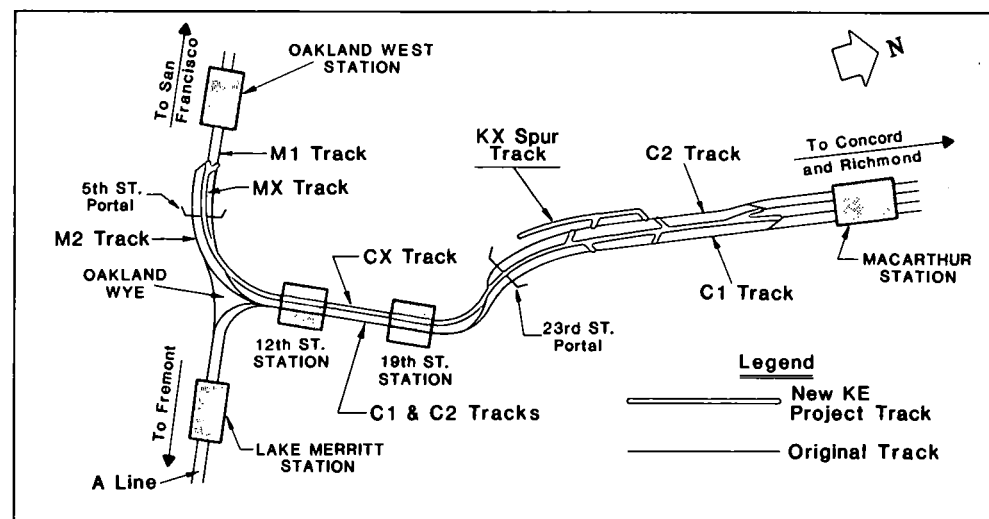 To San
Francisco
OAKLAND WEST
STATION
N
M1 Track
MX Track
5th ST.
Portal
M2 Track
OAKLAND
WYE
KX Spur
Track
C2 Track
To Concord
and Richmond
CX Track
C1 Track
MACARTHUR
STATION
12th ST.
STATION
19th ST.
STATION
23rd ST.
Portal
C1 & C2 Tracks
To Fremont
LAKE MERRITT
STATION
A Line
Legend
New KE
Project Track
Original Track